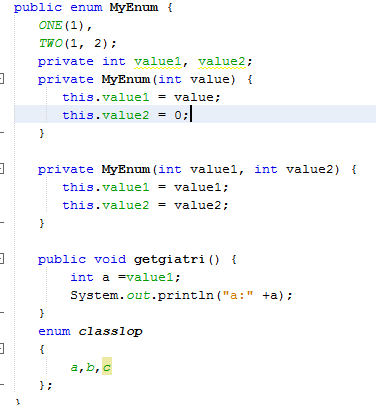 public enum MyEnum {
ONE(1),
TWO(1, 2);
private int value1, value2;
private MyEnum(int value) {
this.value1 = value;
this.value2 = 0;
}
private MyEnum(int value1, int value2) {
this.value1 = value1;
this.value2 = value2;
}
public void getgiatri() {
int a =value1;
System.out.println("a:" +a);
}
enum classlop
{
a,b,c
};
}